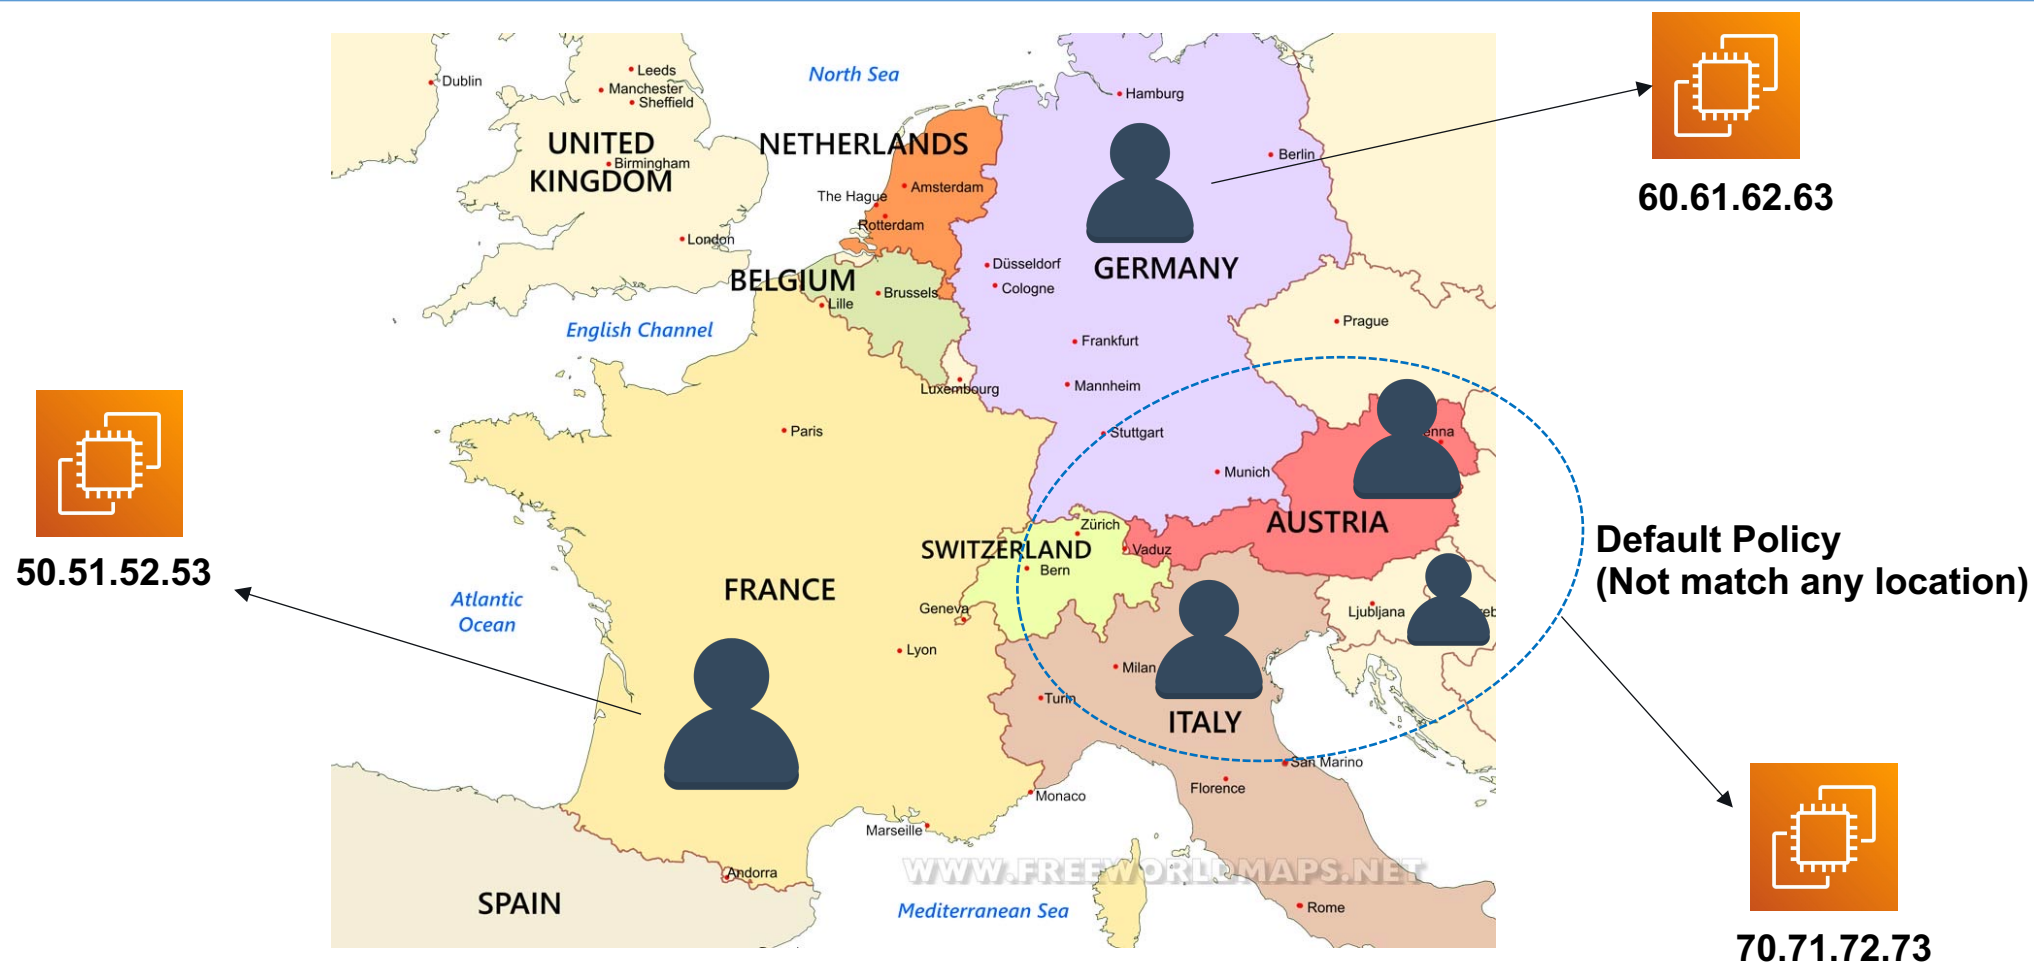 North Sea
Dublin
Leeds
Manchester
Sheffield
Hamburg
UNITED
KINGDOM
Birmingham
NETHERLANDS
Berlin
60.61.62.63
The Hague
Amsterdam
Rotterdam
London
BELGIUM
Brussels
Lille
Düsseldorf
Cologne
GERMANY
English Channel
Prague
Frankfurt
Luxembourg
Mannheim
Paris
Stuttgart
enna
Munich
50.51.52.53
Zürich
AUSTRIA
SWITZERLAND
Vaduz
Bern
Default Policy
(Not match any location)
FRANCE
Atlantic
Ocean
Geneva
Ljubljana
reb
Lyon
Milan
Turin
ITALY
San Marino
Florence
Monaco
Marseille
Andorra
WWW.FREEWORLDMAPS.NET
SPAIN
Mediterranean Sea
Rome
70.71.72.73